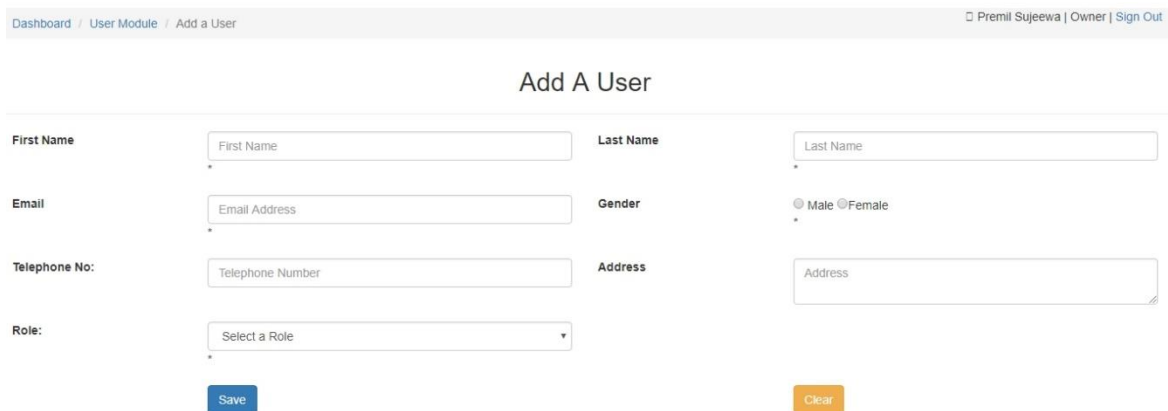 Dashboard / User Module / Add a User
Premil Sujeewa | Owner | Sign Out
Add A User
First Name First Name * Last Name Last Name *
Email Email Address * Gender Male Female *
Telephone No: Telephone Number Address Address
Role: Select a Role *
Save Clear